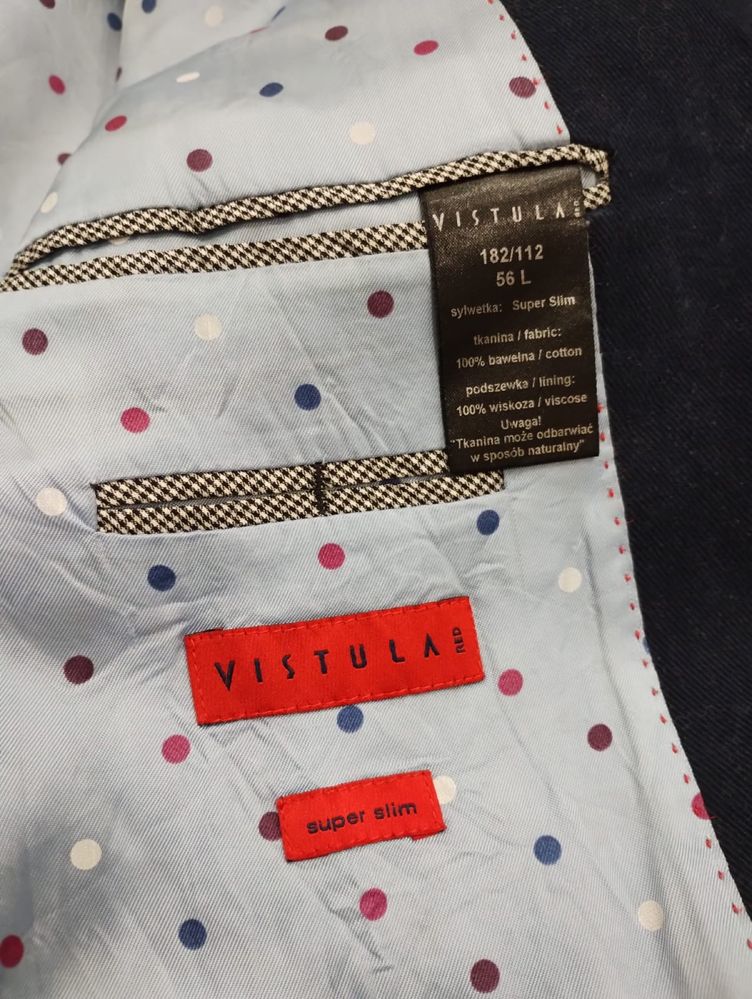 VISTULA RED
182/112
56 L
sylwetka: Super Slim
tkanina / fabric:
100% bawełna / cotton
podszewka / lining:
100% wiskoza / viscose
Uwaga!
"Tkanina może odbarwiać
w sposób naturalny"
VISTULA RED
super slim